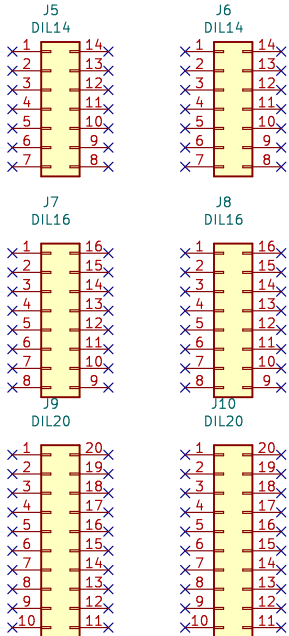 J5 J6
DIL14 DIL14
1 14 1 14
2 13 2 13
3 12 3 12
4 11 4 11
5 10 5 10
6 9 6 9
7 8 7 8
J7 J8
DIL16 DIL16
1 16 1 16
2 15 2 15
3 14 3 14
4 13 4 13
5 12 5 12
6 11 6 11
7 10 7 10
8 9 8 9
J9 J10
DIL20 DIL20
1 20 1 20
2 19 2 19
3 18 3 18
4 17 4 17
5 16 5 16
6 15 6 15
7 14 7 14
8 13 8 13
9 12 9 12
10 11 10 11